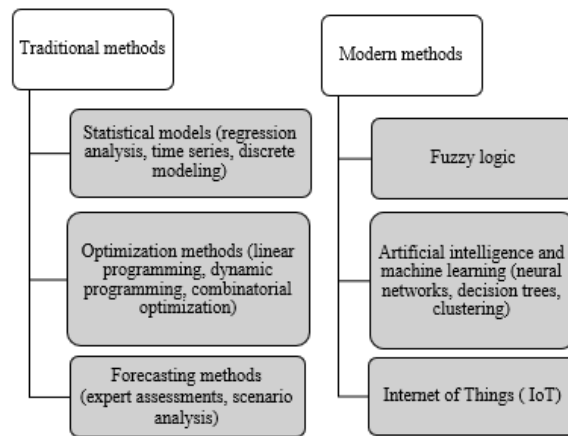 Traditional methods
Statistical models (regression
analysis, time series, discrete
modeling)
Optimization methods (linear
programming, dynamic
programming, combinatorial
optimization)
Forecasting methods
(expert assessments, scenario
analysis)
Modern methods
Fuzzy logic
Artificial intelligence and
machine learning (neural
networks, decision trees,
clustering)
Internet of Things ( IoT)